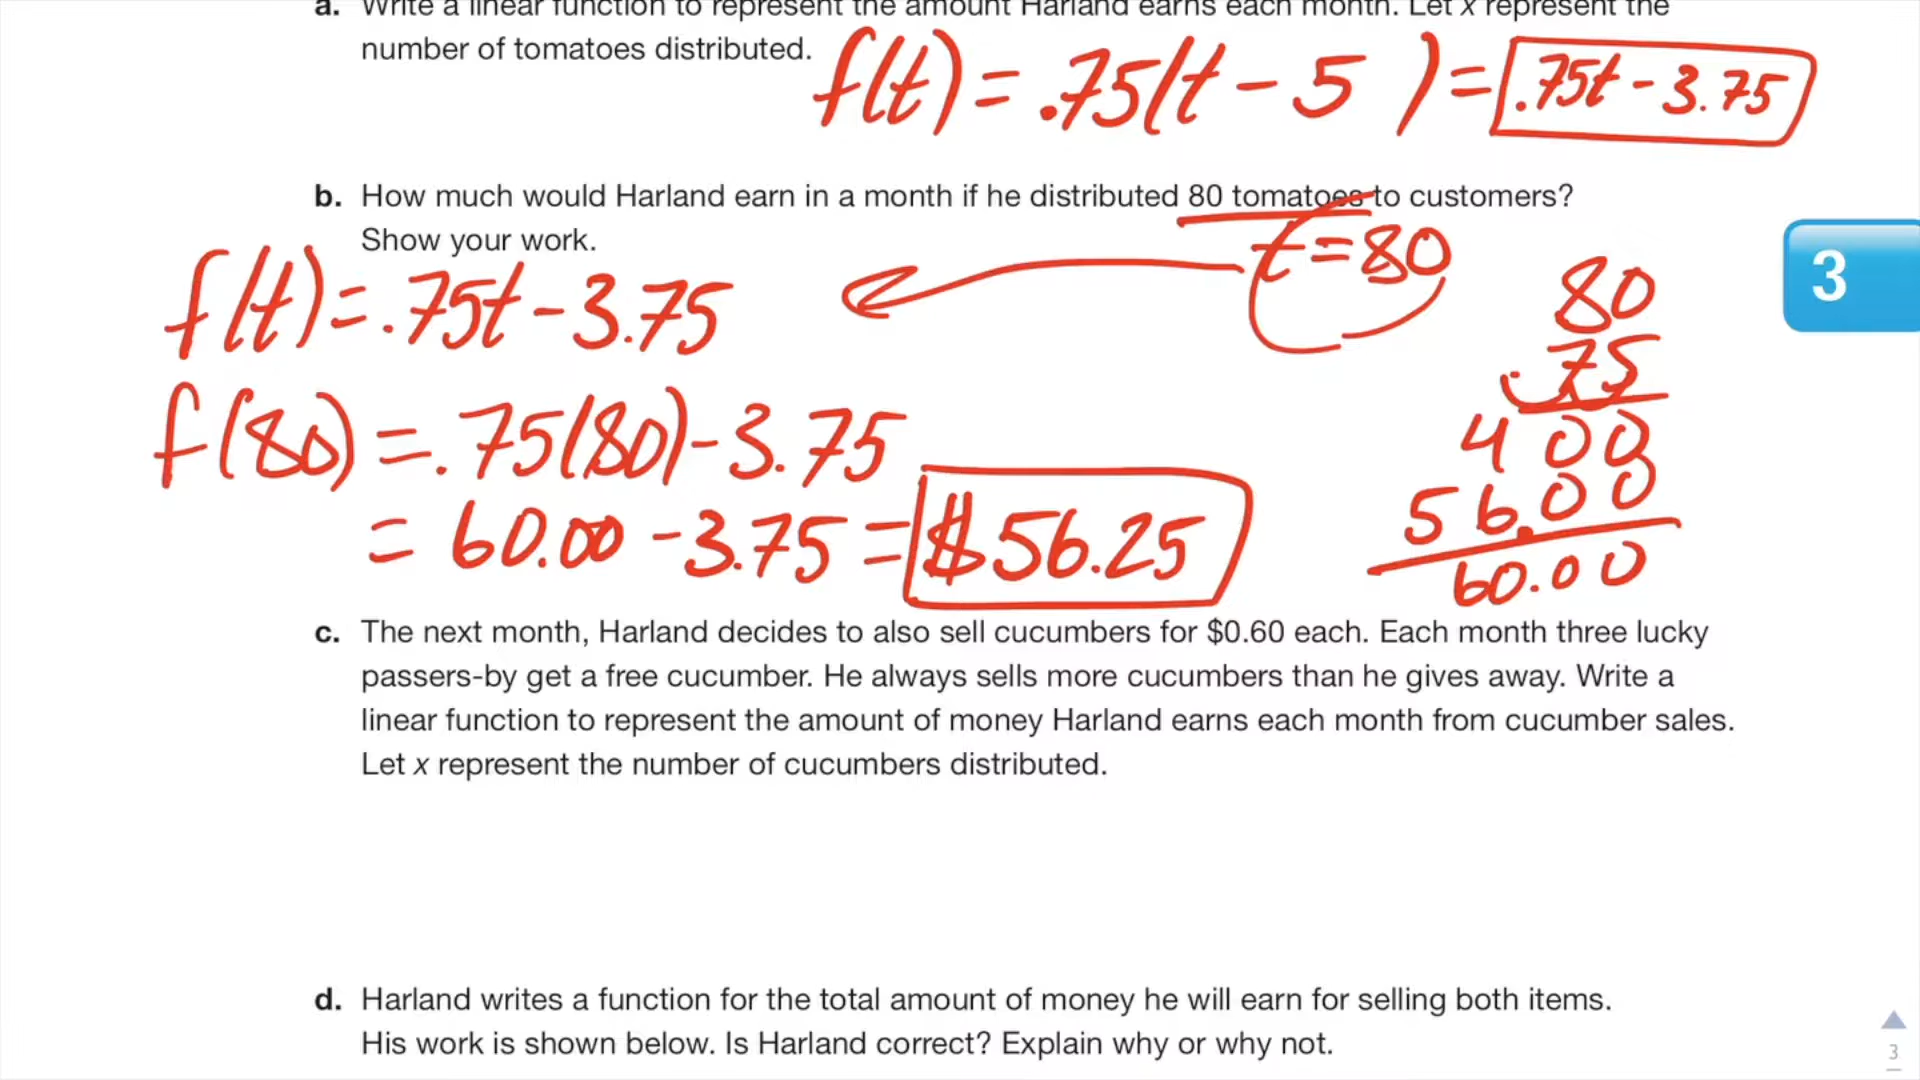 a. Write a linear function to represent the amount Harland earns each month. Let x represent the
number of tomatoes distributed.
f(t) = .75(t - 5 ) = .75t - 3.75
b. How much would Harland earn in a month if he distributed 80 tomatoes to customers?
Show your work.
t = 80
f(t) = .75t - 3.75
f(80) = .75(80) - 3.75
= 60.00 - 3.75 = $56.25
80
.75
400
56.00
60.00
3
c. The next month, Harland decides to also sell cucumbers for $0.60 each. Each month three lucky
passers-by get a free cucumber. He always sells more cucumbers than he gives away. Write a
linear function to represent the amount of money Harland earns each month from cucumber sales.
Let x represent the number of cucumbers distributed.
d. Harland writes a function for the total amount of money he will earn for selling both items.
His work is shown below. Is Harland correct? Explain why or why not.
3